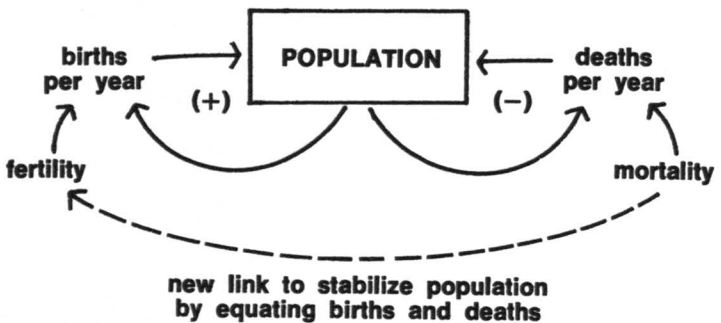 births
per year
(+)
POPULATION
(−)
deaths
per year
fertility
mortality
new link to stabilize population
by equating births and deaths